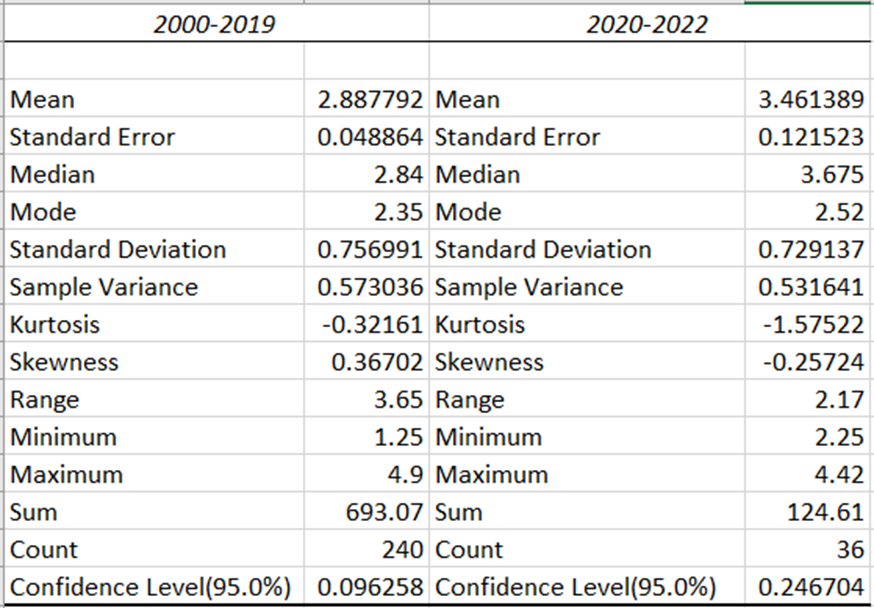 2000-2019 2020-2022
Mean 2.887792 Mean 3.461389
Standard Error 0.048864 Standard Error 0.121523
Median 2.84 Median 3.675
Mode 2.35 Mode 2.52
Standard Deviation 0.756991 Standard Deviation 0.729137
Sample Variance 0.573036 Sample Variance 0.531641
Kurtosis -0.32161 Kurtosis -1.57522
Skewness 0.36702 Skewness -0.25724
Range 3.65 Range 2.17
Minimum 1.25 Minimum 2.25
Maximum 4.9 Maximum 4.42
Sum 693.07 Sum 124.61
Count 240 Count 36
Confidence Level(95.0%) 0.096258 Confidence Level(95.0%) 0.246704